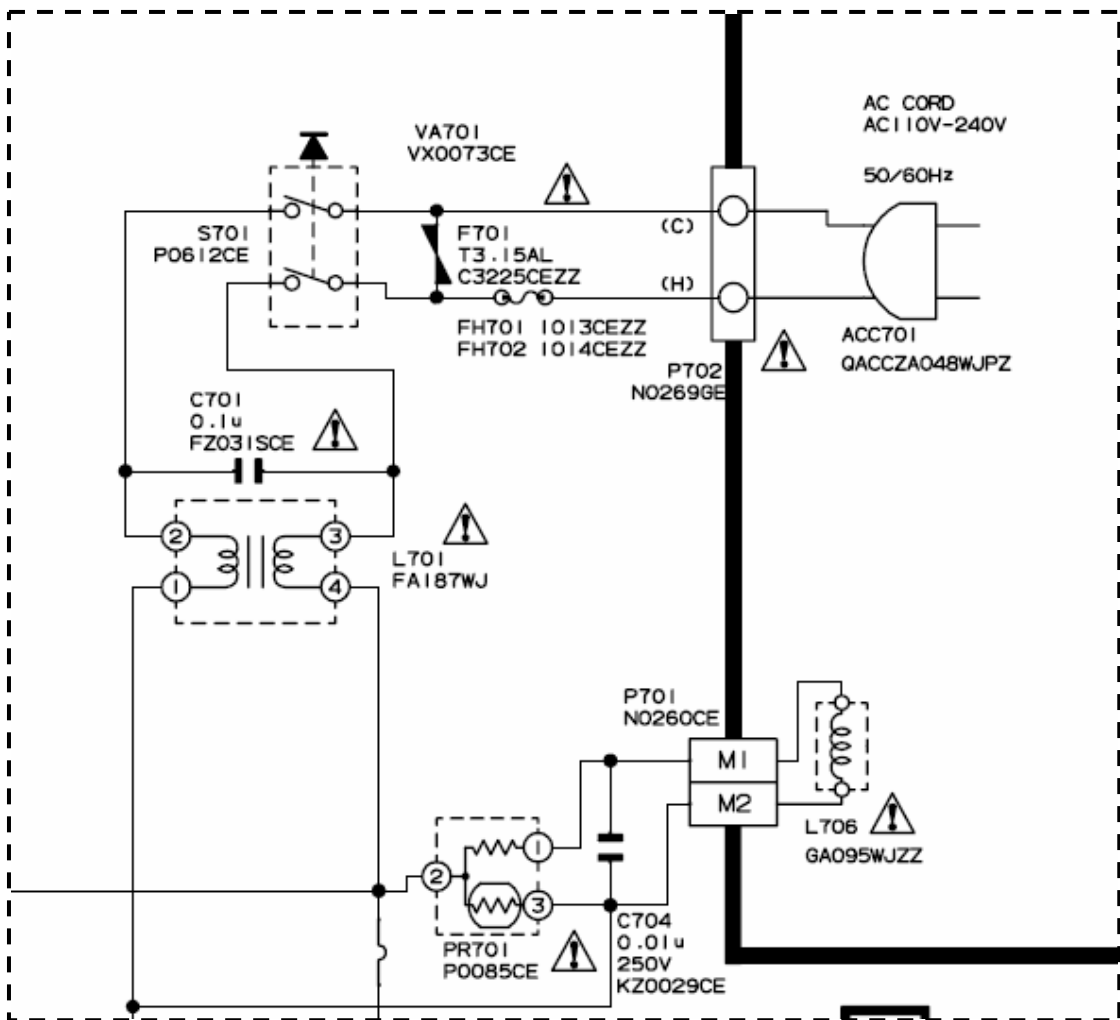 AC CORD
AC110V-240V
50/60Hz
VA701
VX0073CE
S701
P0612CE
F701
T3.15AL
C3225CEZZ
(C)
(H)
FH701 1013CEZZ
FH702 1014CEZZ
ACC701
QACCZA048WJPZ
P702
N0269GE
C701
0.1u
FZ031SCE
2
3
1
4
L701
FA187WJ
P701
N0260CE
M1
M2
L706
GA095WJZZ
1
2
3
PR701
P0085CE
C704
0.01u
250V
KZ0029CE